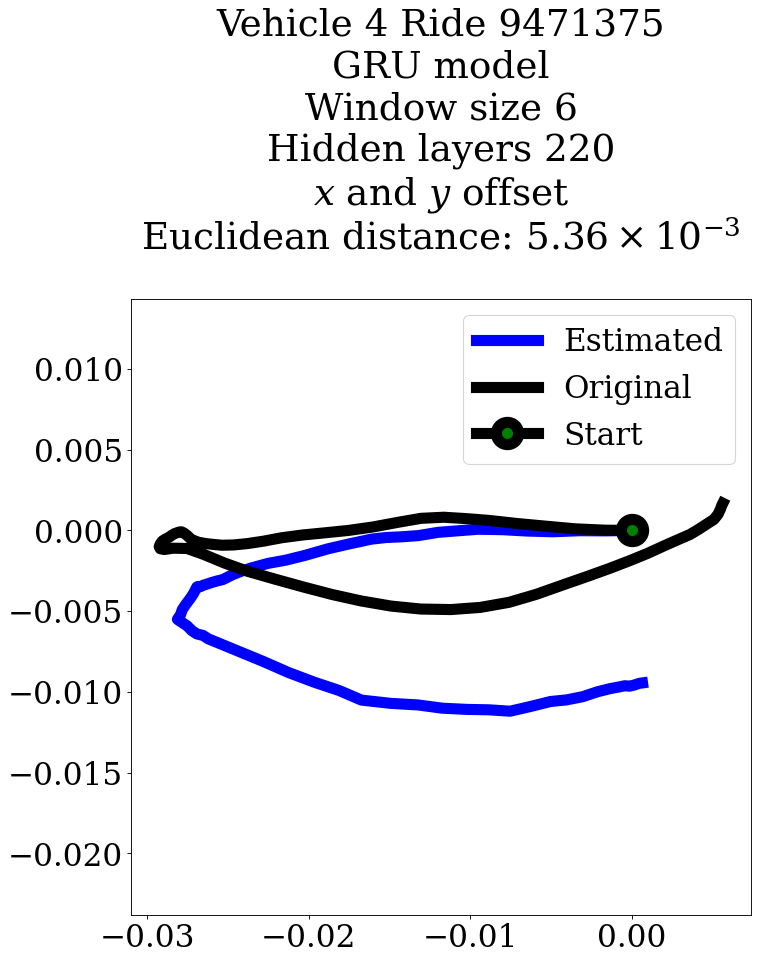 Vehicle 4 Ride 9471375
GRU model
Window size 6
Hidden layers 220
x and y offset
Euclidean distance: 5.36 × 10⁻³
Estimated
Original
Start
0.010
0.005
0.000
−0.005
−0.010
−0.015
−0.020
−0.03
−0.02
−0.01
0.00